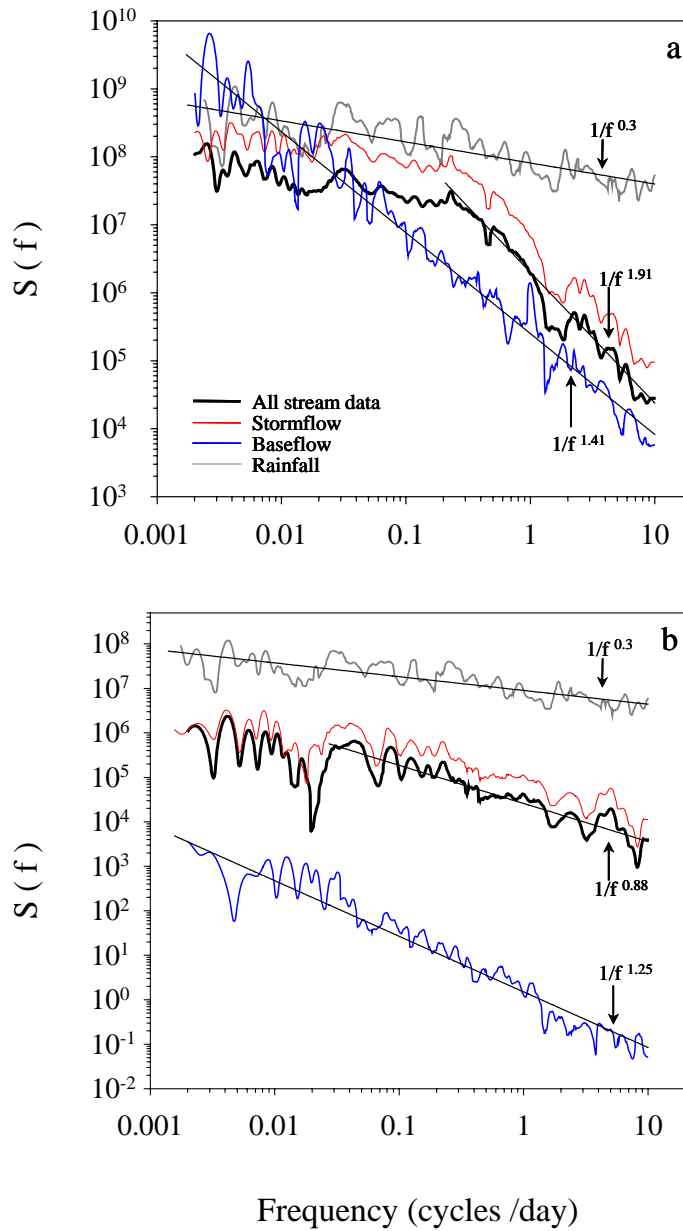 a
10^10
10^9
10^8
10^7
10^6
10^5
10^4
10^3
S ( f )
1/f 0.3
1/f 1.91
1/f 1.41
All stream data
Stormflow
Baseflow
Rainfall
0.001 0.01 0.1 1 10
b
10^8
10^7
10^6
10^5
10^4
10^3
10^2
10^1
10^0
10^-1
10^-2
S ( f )
1/f 0.3
1/f 0.88
1/f 1.25
0.001 0.01 0.1 1 10
Frequency (cycles /day)